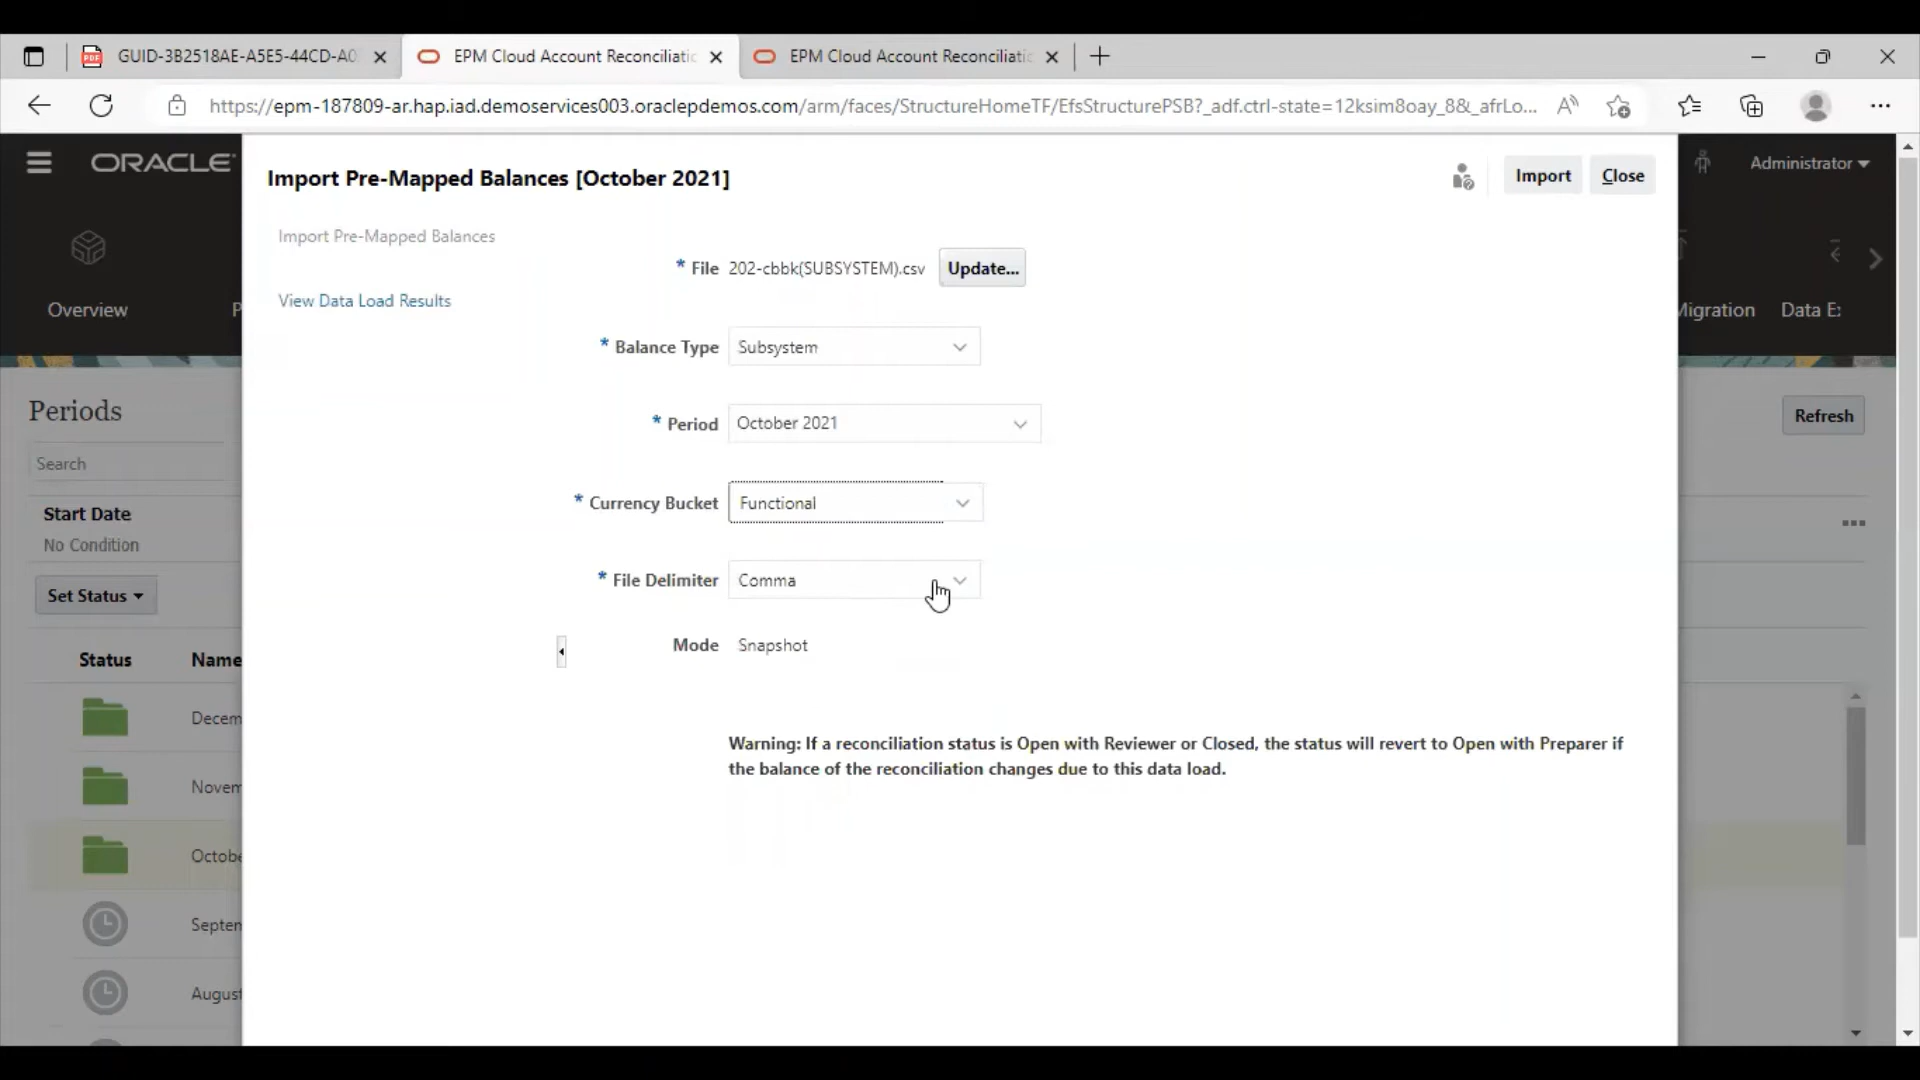 GUID-3B2518AE-A5E5-44CD-A0
EPM Cloud Account Reconciliatic
EPM Cloud Account Reconciliatic
https://epm-187809-ar.hap.iad.demoservices003.oraclepdemos.com/arm/faces/StructureHomeTF/EfsStructurePSB?_adf.ctrl-state=12ksim8oay_8&_afrLo...
ORACLE
Import Pre-Mapped Balances [October 2021]
Import
Close
Administrator
Import Pre-Mapped Balances
* File 202-cbbk(SUBSYSTEM).csv Update...
View Data Load Results
Overview
P
Migration
Data E
* Balance Type Subsystem
Periods
Refresh
* Period October 2021
Search
* Currency Bucket Functional
Start Date
No Condition
* File Delimiter Comma
Set Status
Mode Snapshot
Status Name
Decem
Warning: If a reconciliation status is Open with Reviewer or Closed, the status will revert to Open with Preparer if
the balance of the reconciliation changes due to this data load.
Novem
Octobe
Septen
August